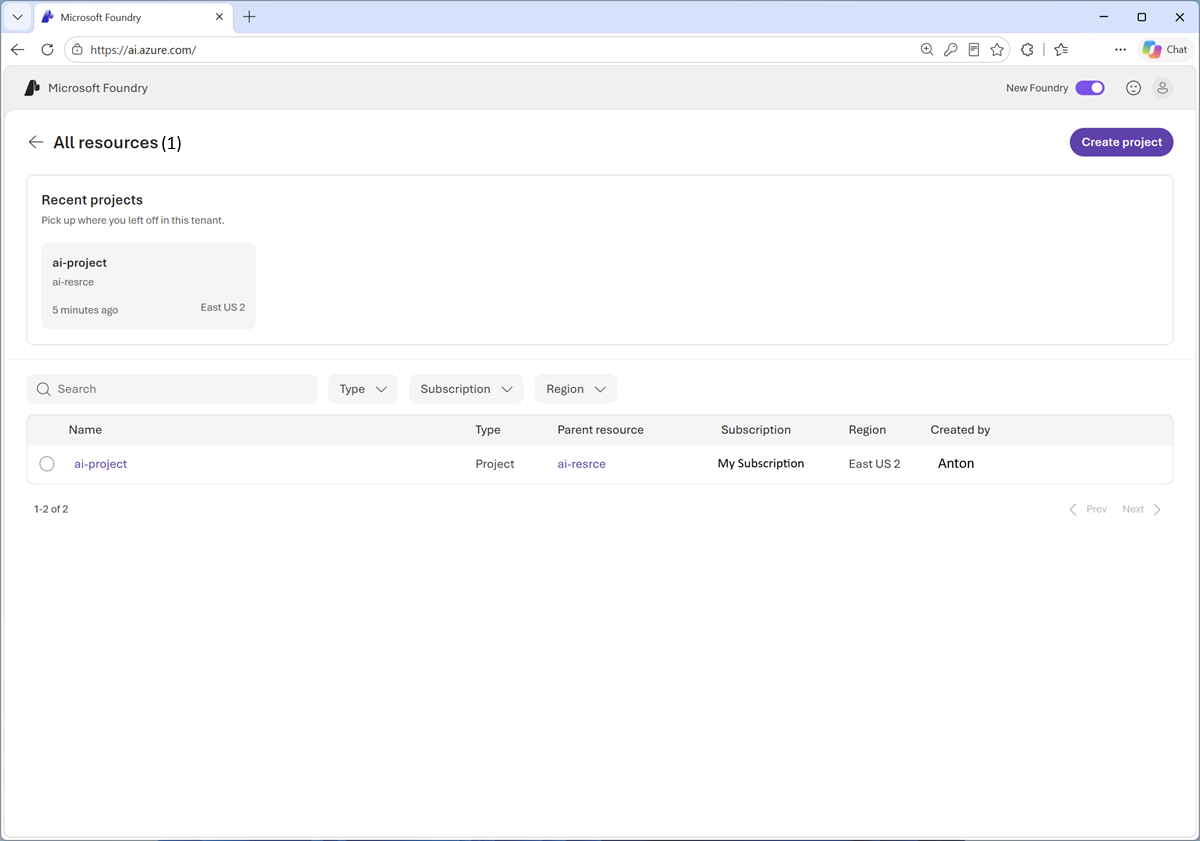 Microsoft Foundry
https://ai.azure.com/
Chat
Microsoft Foundry
New Foundry
All resources (1)
Create project
Recent projects
Pick up where you left off in this tenant.
ai-project
ai-resrce
5 minutes ago East US 2
Search Type Subscription Region
Name Type Parent resource Subscription Region Created by
ai-project Project ai-resrce My Subscription East US 2 Anton
1-2 of 2 Prev Next